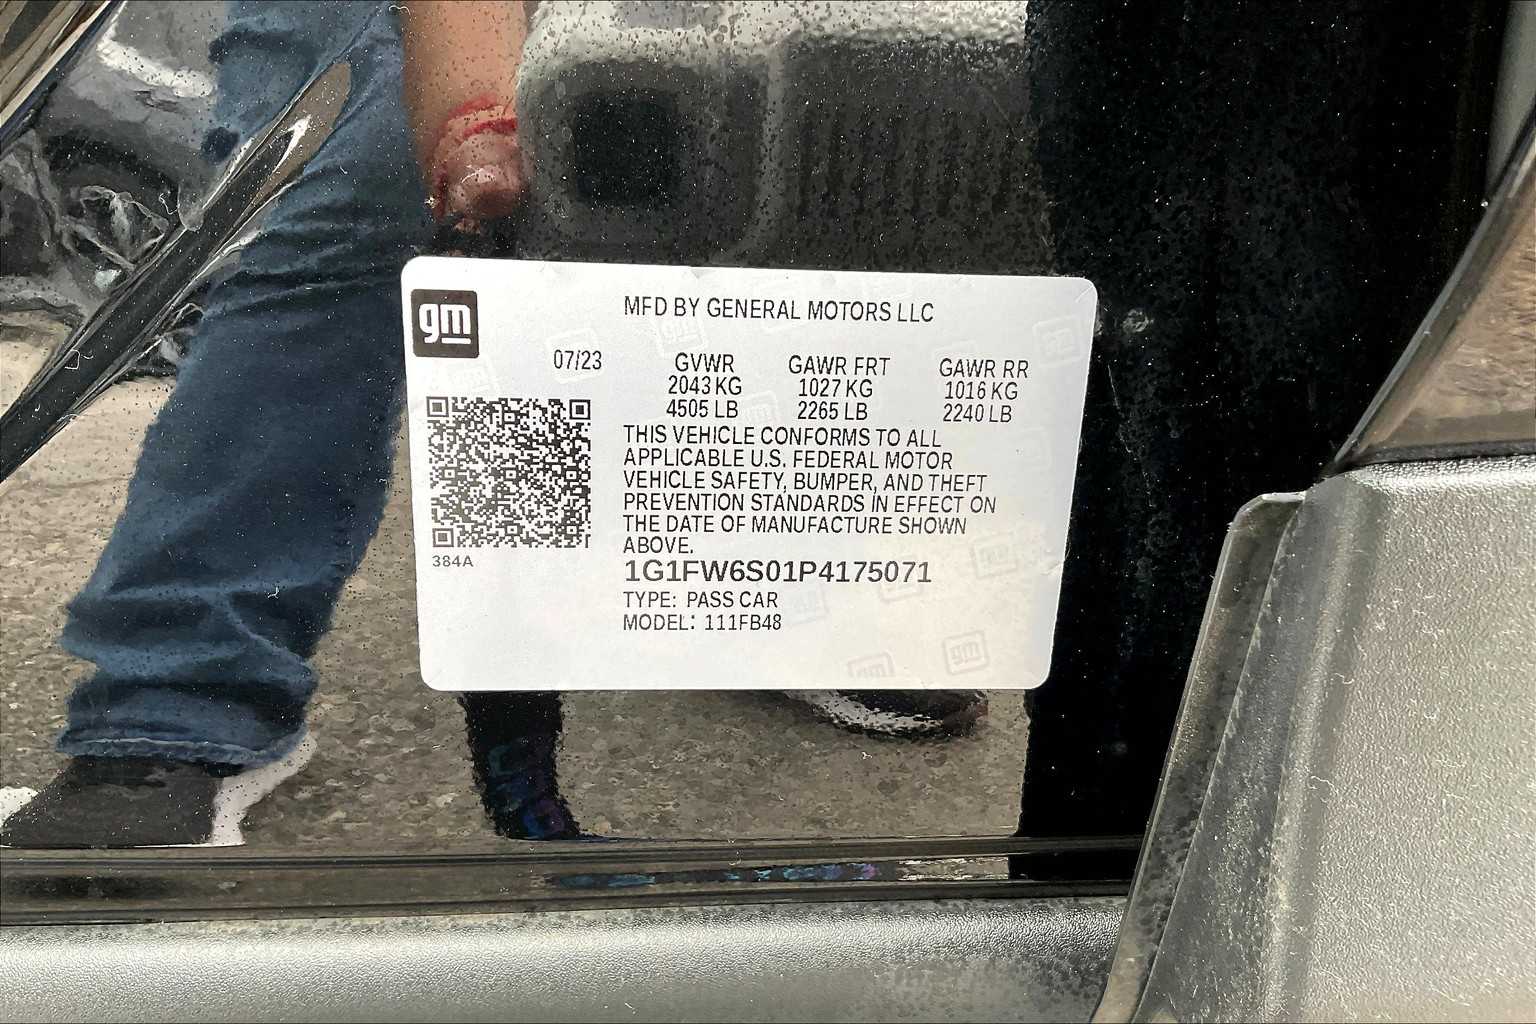 gm
MFD BY GENERAL MOTORS LLC
07/23 GVWR GAWR FRT GAWR RR
2043 KG 1027 KG 1016 KG
4505 LB 2265 LB 2240 LB
THIS VEHICLE CONFORMS TO ALL
APPLICABLE U.S. FEDERAL MOTOR
VEHICLE SAFETY, BUMPER, AND THEFT
PREVENTION STANDARDS IN EFFECT ON
THE DATE OF MANUFACTURE SHOWN
ABOVE.
384A
1G1FW6S01P4175071
TYPE: PASS CAR
MODEL: 111FB48